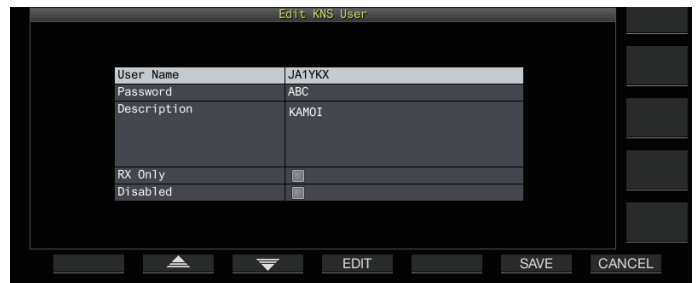 Edit KNS User
User Name JA1YKX
Password ABC
Description KAMOI
RX Only
Disabled
EDIT SAVE CANCEL